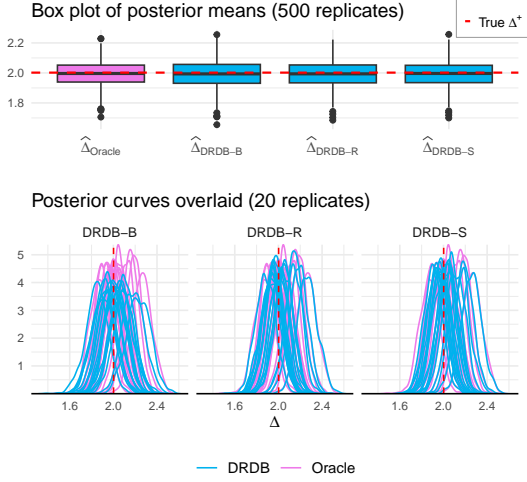 Box plot of posterior means (500 replicates)
True Δ⁺
2.2
2.0
1.8
Δ̂Oracle Δ̂DRDB−B Δ̂DRDB−R Δ̂DRDB−S
Posterior curves overlaid (20 replicates)
DRDB−B DRDB−R DRDB−S
5
4
3
2
1
1.6 2.0 2.4 1.6 2.0 2.4 1.6 2.0 2.4
Δ
DRDB Oracle